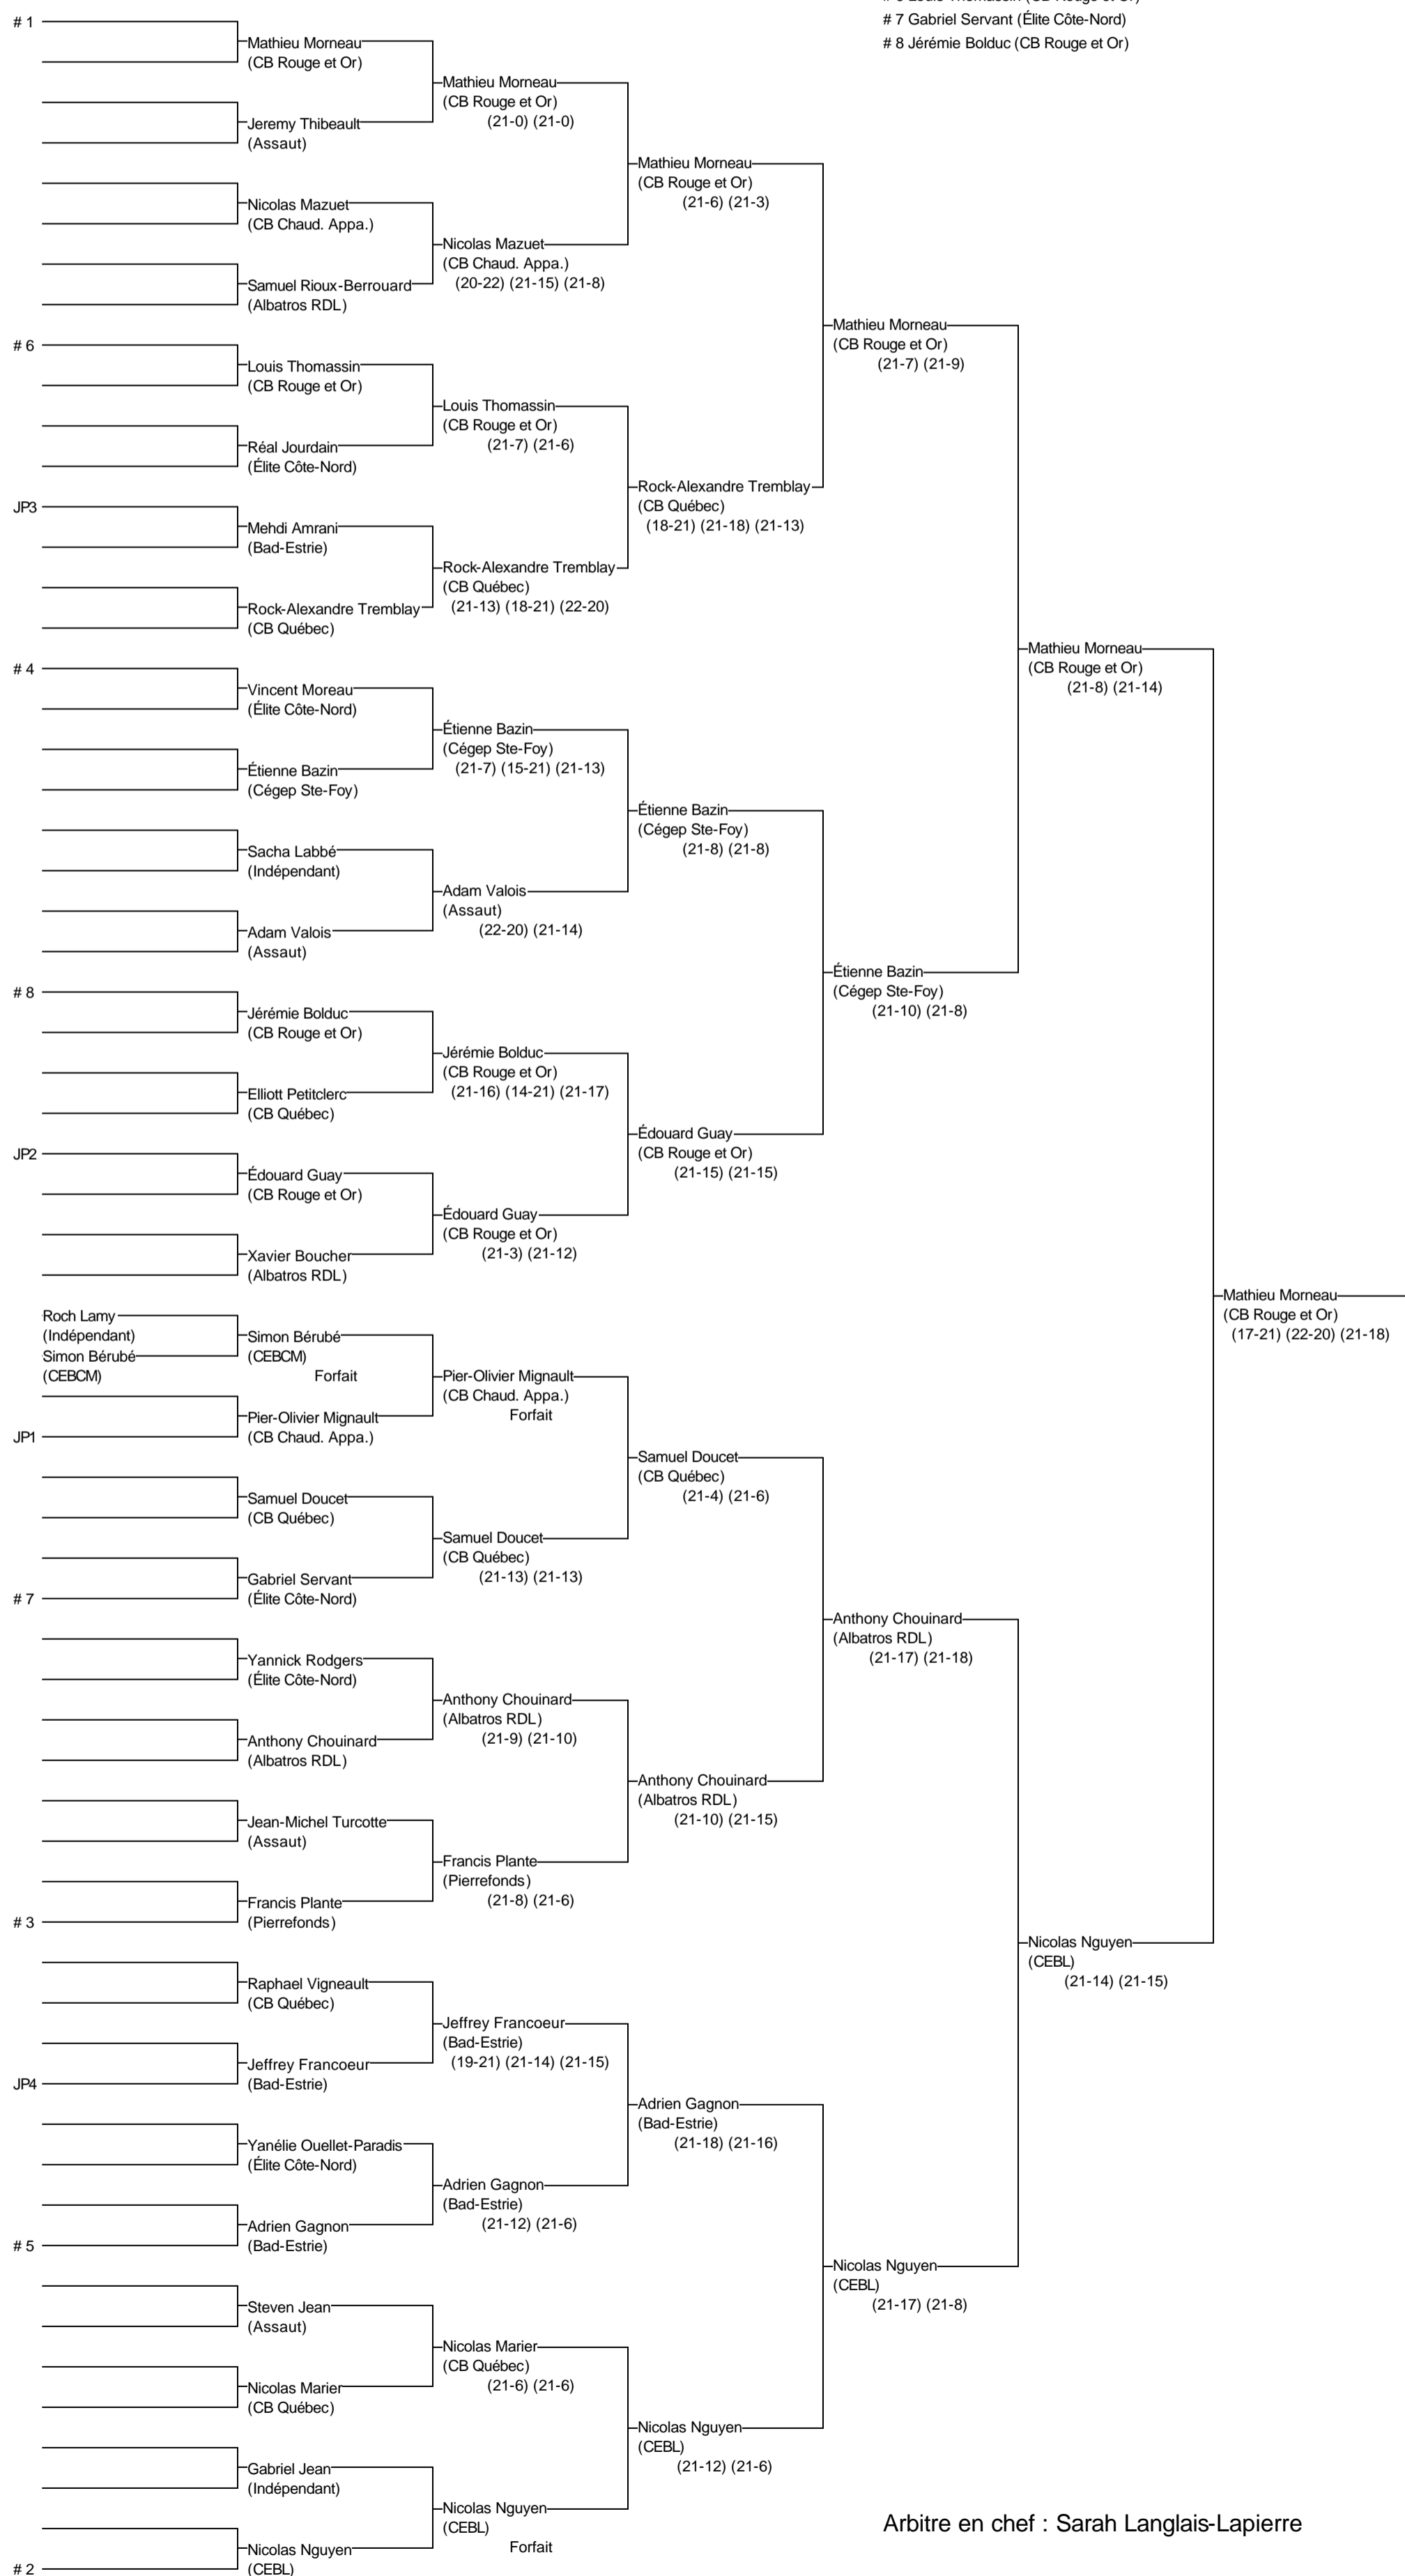 # 6 Louis Thomassin (CB Rouge et Or)
# 7 Gabriel Servant (Élite Côte-Nord)
# 8 Jérémie Bolduc (CB Rouge et Or)
# 1
Mathieu Morneau
(CB Rouge et Or)
Mathieu Morneau
(CB Rouge et Or)
(21-0) (21-0)
Jeremy Thibeault
(Assaut)
Mathieu Morneau
(CB Rouge et Or)
(21-6) (21-3)
Nicolas Mazuet
(CB Chaud. Appa.)
Nicolas Mazuet
(CB Chaud. Appa.)
(20-22) (21-15) (21-8)
Samuel Rioux-Berrouard
(Albatros RDL)
Mathieu Morneau
(CB Rouge et Or)
(21-7) (21-9)
# 6
Louis Thomassin
(CB Rouge et Or)
Louis Thomassin
(CB Rouge et Or)
(21-7) (21-6)
Réal Jourdain
(Élite Côte-Nord)
Rock-Alexandre Tremblay
(CB Québec)
(18-21) (21-18) (21-13)
JP3
Mehdi Amrani
(Bad-Estrie)
Rock-Alexandre Tremblay
(CB Québec)
(21-13) (18-21) (22-20)
Rock-Alexandre Tremblay
(CB Québec)
Mathieu Morneau
(CB Rouge et Or)
(21-8) (21-14)
# 4
Vincent Moreau
(Élite Côte-Nord)
Étienne Bazin
(Cégep Ste-Foy)
(21-7) (15-21) (21-13)
Étienne Bazin
(Cégep Ste-Foy)
Étienne Bazin
(Cégep Ste-Foy)
(21-8) (21-8)
Sacha Labbé
(Indépendant)
Adam Valois
(Assaut)
(22-20) (21-14)
Adam Valois
(Assaut)
Étienne Bazin
(Cégep Ste-Foy)
(21-10) (21-8)
# 8
Jérémie Bolduc
(CB Rouge et Or)
Jérémie Bolduc
(CB Rouge et Or)
(21-16) (14-21) (21-17)
Elliott Petitclerc
(CB Québec)
Édouard Guay
(CB Rouge et Or)
(21-15) (21-15)
JP2
Édouard Guay
(CB Rouge et Or)
Édouard Guay
(CB Rouge et Or)
(21-3) (21-12)
Xavier Boucher
(Albatros RDL)
Mathieu Morneau
(CB Rouge et Or)
(17-21) (22-20) (21-18)
Roch Lamy
(Indépendant)
Simon Bérubé
(CEBCM)
Simon Bérubé
(CEBCM)
Forfait
Pier-Olivier Mignault
(CB Chaud. Appa.)
Forfait
Pier-Olivier Mignault
(CB Chaud. Appa.)
JP1
Samuel Doucet
(CB Québec)
(21-4) (21-6)
Samuel Doucet
(CB Québec)
Samuel Doucet
(CB Québec)
(21-13) (21-13)
Gabriel Servant
(Élite Côte-Nord)
# 7
Anthony Chouinard
(Albatros RDL)
(21-17) (21-18)
Yannick Rodgers
(Élite Côte-Nord)
Anthony Chouinard
(Albatros RDL)
(21-9) (21-10)
Anthony Chouinard
(Albatros RDL)
Anthony Chouinard
(Albatros RDL)
(21-10) (21-15)
Jean-Michel Turcotte
(Assaut)
Francis Plante
(Pierrefonds)
(21-8) (21-6)
Francis Plante
(Pierrefonds)
# 3
Nicolas Nguyen
(CEBL)
(21-14) (21-15)
Raphael Vigneault
(CB Québec)
Jeffrey Francoeur
(Bad-Estrie)
(19-21) (21-14) (21-15)
Jeffrey Francoeur
(Bad-Estrie)
JP4
Adrien Gagnon
(Bad-Estrie)
(21-18) (21-16)
Yanélie Ouellet-Paradis
(Élite Côte-Nord)
Adrien Gagnon
(Bad-Estrie)
(21-12) (21-6)
Adrien Gagnon
(Bad-Estrie)
# 5
Nicolas Nguyen
(CEBL)
(21-17) (21-8)
Steven Jean
(Assaut)
Nicolas Marier
(CB Québec)
(21-6) (21-6)
Nicolas Marier
(CB Québec)
Nicolas Nguyen
(CEBL)
(21-12) (21-6)
Gabriel Jean
(Indépendant)
Nicolas Nguyen
(CEBL)
Forfait
Nicolas Nguyen
(CEBL)
# 2
Arbitre en chef : Sarah Langlais-Lapierre